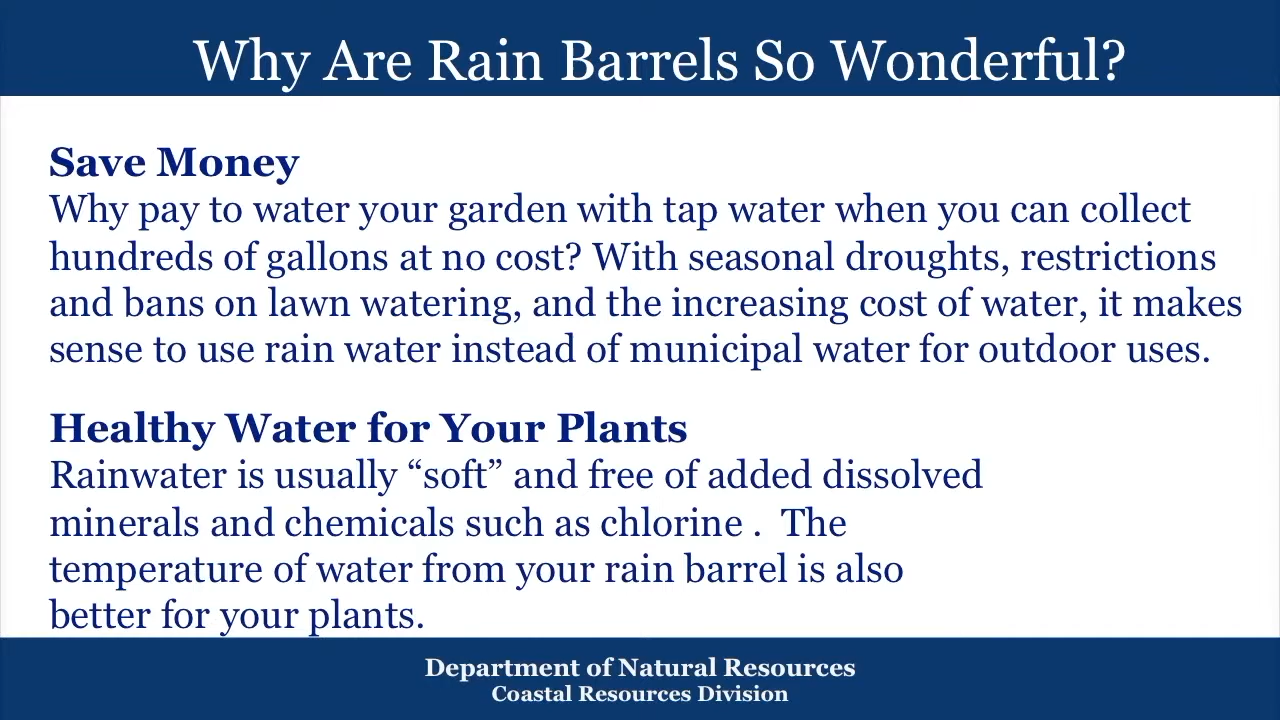 Why Are Rain Barrels So Wonderful?
Save Money
Why pay to water your garden with tap water when you can collect
hundreds of gallons at no cost? With seasonal droughts, restrictions
and bans on lawn watering, and the increasing cost of water, it makes
sense to use rain water instead of municipal water for outdoor uses.
Healthy Water for Your Plants
Rainwater is usually “soft” and free of added dissolved
minerals and chemicals such as chlorine .  The
temperature of water from your rain barrel is also
better for your plants.
Department of Natural Resources
Coastal Resources Division